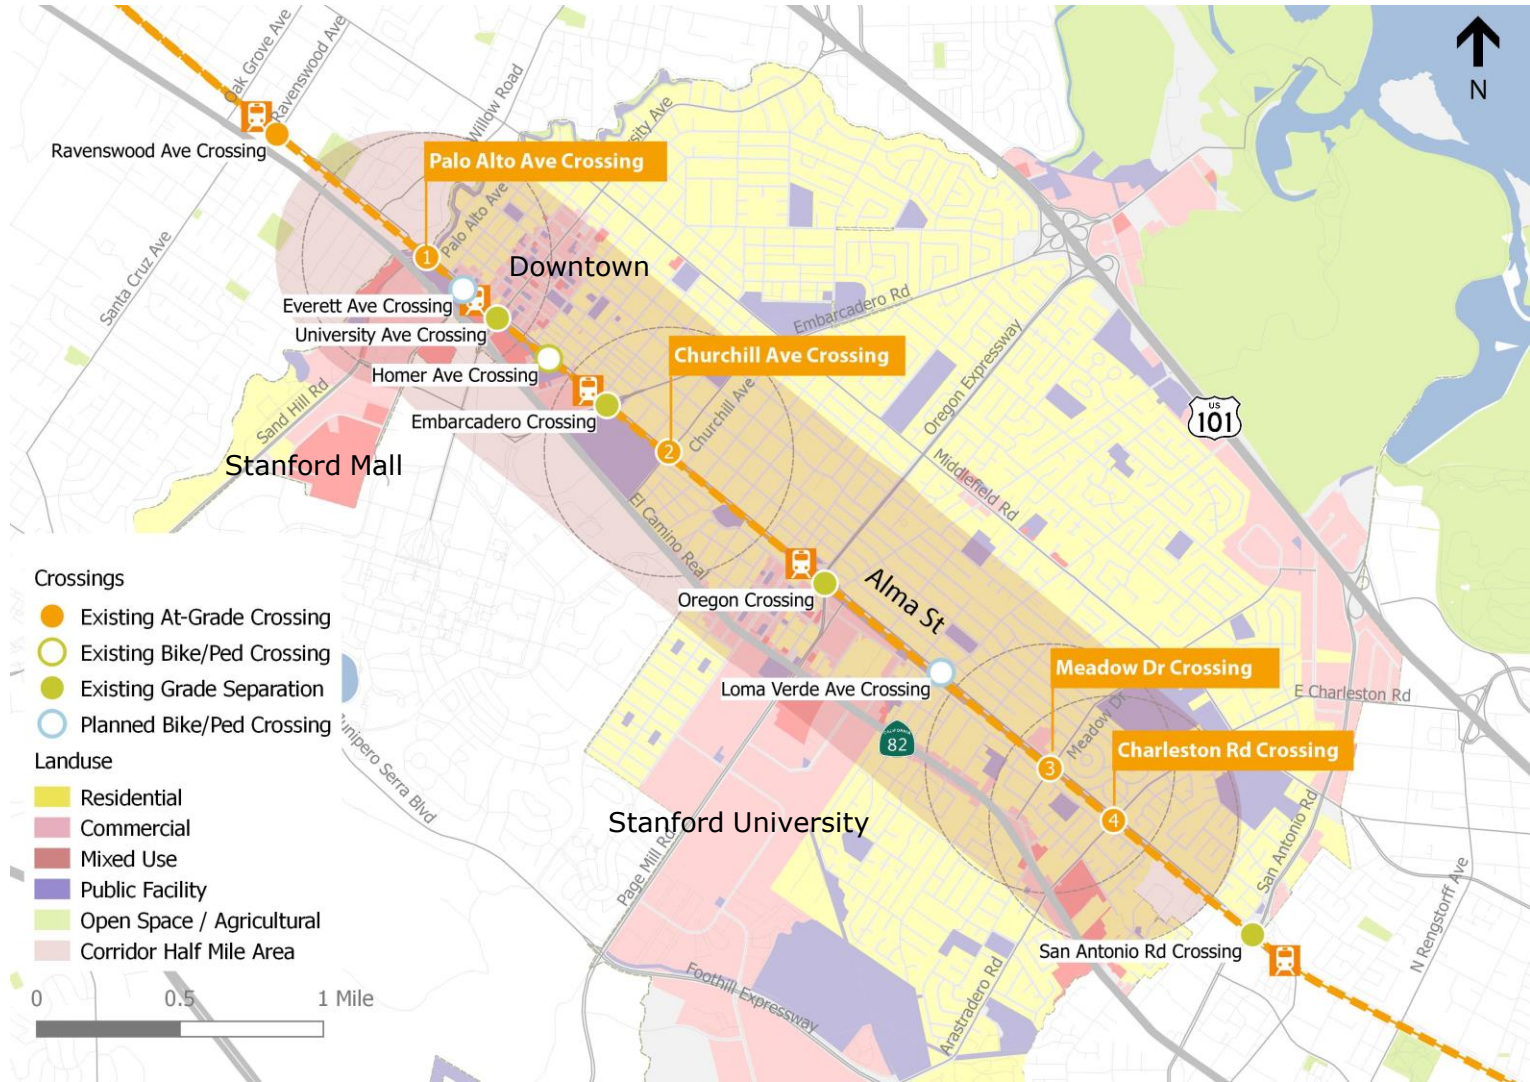 Oak Grove Ave
Ravenswood Ave
Willow Road
Ravenswood Ave Crossing
Palo Alto Ave Crossing
N
Palo Alto Ave
1
Santa Cruz Ave
Downtown
Everett Ave Crossing
University Ave Crossing
Homer Ave Crossing
Embarcadero Rd
Churchill Ave Crossing
Oregon Expressway
US
101
Sand Hill Rd
Embarcadero Crossing
Churchill Ave
2
Stanford Mall
Middlefield Rd
El Camino Real
Oregon Crossing
Alma St
Loma Verde Ave Crossing
Meadow Dr Crossing
Meadow Dr
E Charleston Rd
CALIFORNIA
82
Charleston Rd Crossing
3
4
Stanford University
Page Mill Rd
San Antonio Rd
N Rengstorff Ave
San Antonio Rd Crossing
Foothill Expressway
Arastradero Rd
Crossings
Existing At-Grade Crossing
Existing Bike/Ped Crossing
Existing Grade Separation
Planned Bike/Ped Crossing
Landuse
Residential
Commercial
Mixed Use
Public Facility
Open Space / Agricultural
Corridor Half Mile Area
0 0.5 1 Mile
Serra Blvd